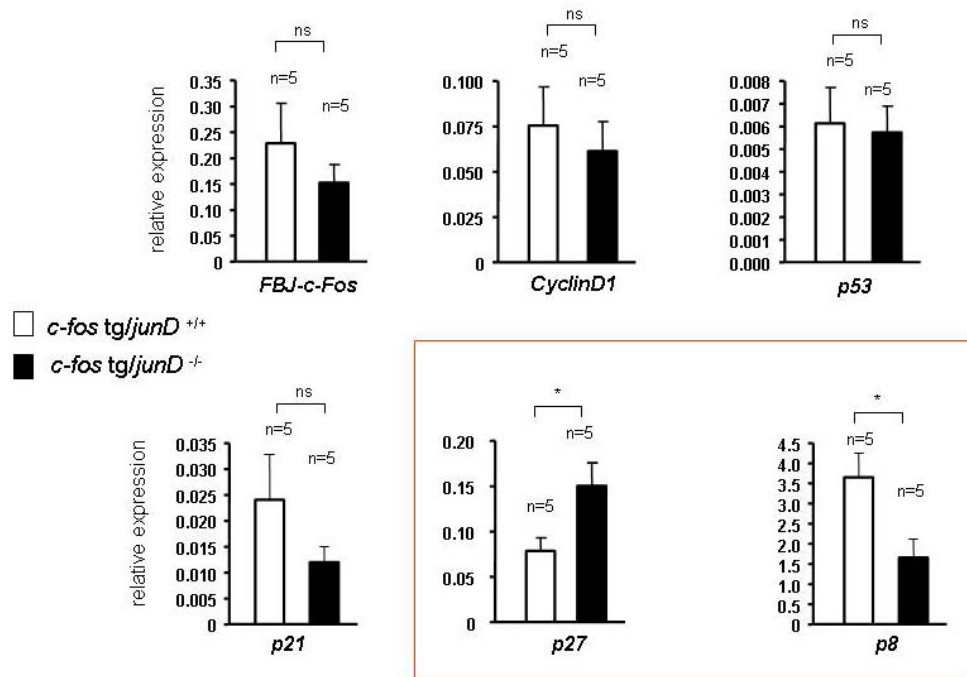 ns
ns
ns
n=5
n=5
n=5
n=5
n=5
n=5
relative expression
0.35
0.30
0.25
0.20
0.15
0.10
0.05
0
FBJ-c-Fos
0.100
0.075
0.050
0.025
0
CyclinD1
0.008
0.007
0.006
0.005
0.004
0.003
0.002
0.001
0.000
p53
c-fos tg/junD +/+
c-fos tg/junD -/-
ns
*
*
n=5
n=5
n=5
n=5
n=5
n=5
relative expression
0.035
0.030
0.025
0.020
0.015
0.010
0.005
0
p21
0.20
0.15
0.10
0.05
0
p27
4.5
4.0
3.5
3.0
2.5
2.0
1.5
1.0
0.5
0
p8